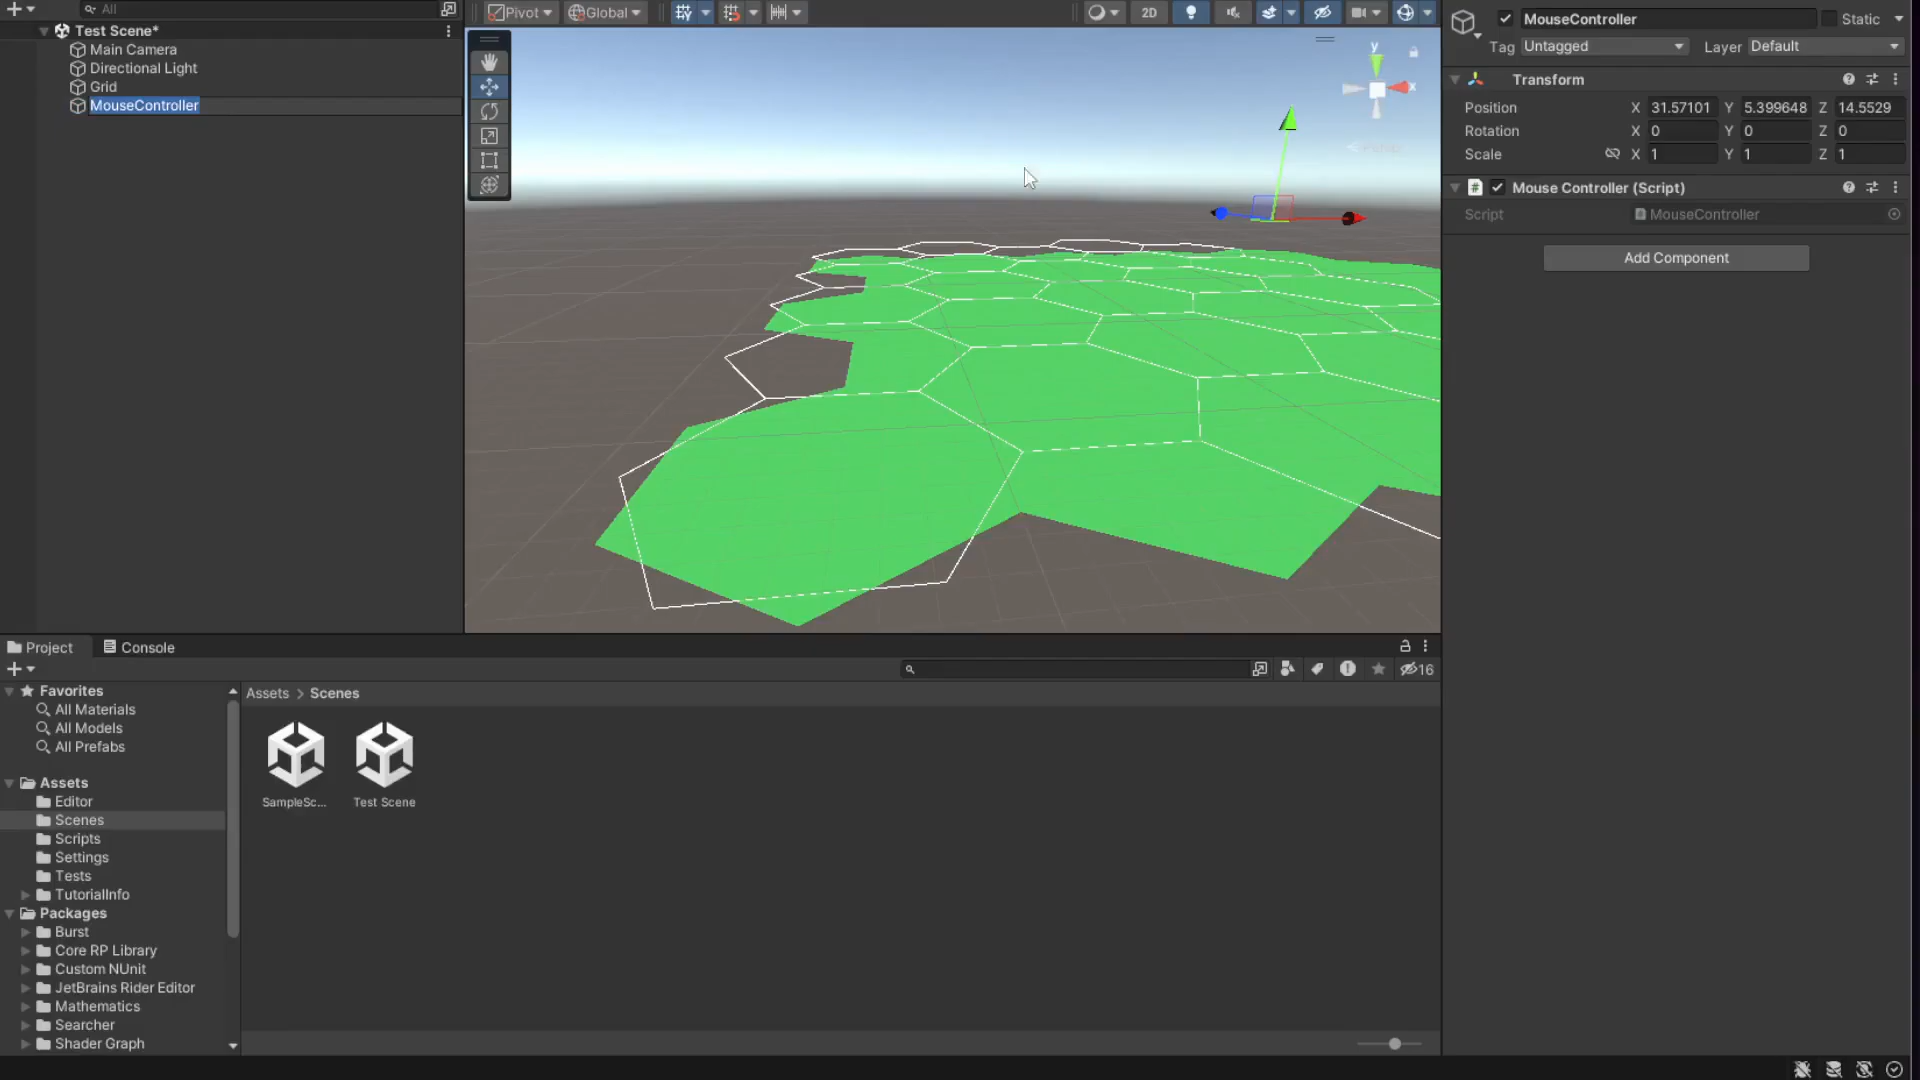 All
Test Scene*
Main Camera
Directional Light
Grid
MouseController
Pivot
Global
2D
y
x
MouseController
Static
Tag Untagged
Layer Default
Transform
Position X 31.57101 Y 5.399648 Z 14.5529
Rotation X 0 Y 0 Z 0
Scale X 1 Y 1 Z 1
# Mouse Controller (Script)
Script MouseController
Add Component
Project
Console
16
Favorites
All Materials
All Models
All Prefabs
Assets
Editor
Scenes
Scripts
Settings
Tests
TutorialInfo
Packages
Burst
Core RP Library
Custom NUnit
JetBrains Rider Editor
Mathematics
Searcher
Shader Graph
Assets > Scenes
SampleSc...
Test Scene